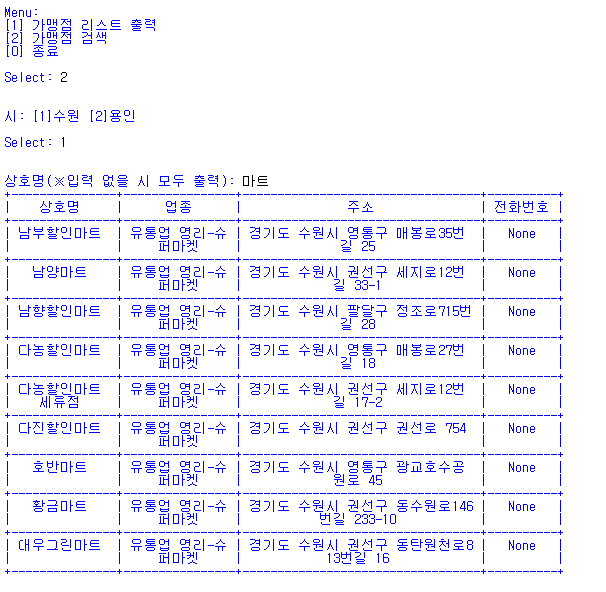 Menu:
[1] 가맹점 리스트 출력
[2] 가맹점 검색
[0] 종료
Select: 2
시: [1]수원 [2]용인
Select: 1
상호명(※입력 없을 시 모두 출력): 마트
상호명 | 업종 | 주소 | 전화번호
남부할인마트 | 유통업 영리-슈 | 경기도 수원시 영통구 매봉로35번 | None
퍼마켓 | 길 25
남양마트 | 유통업 영리-슈 | 경기도 수원시 권선구 세지로12번 | None
퍼마켓 | 길 33-1
남향할인마트 | 유통업 영리-슈 | 경기도 수원시 팔달구 정조로715번 | None
퍼마켓 | 길 28
다농할인마트 | 유통업 영리-슈 | 경기도 수원시 영통구 매봉로27번 | None
퍼마켓 | 길 18
다농할인마트 | 유통업 영리-슈 | 경기도 수원시 권선구 세지로12번 | None
세류점 | 퍼마켓 | 길 17-2
다진할인마트 | 유통업 영리-슈 | 경기도 수원시 권선구 권선로 754 | None
퍼마켓
호반마트 | 유통업 영리-슈 | 경기도 수원시 영통구 광교호수공 | None
퍼마켓 | 원로 45
황금마트 | 유통업 영리-슈 | 경기도 수원시 권선구 동수원로146 | None
퍼마켓 | 번길 233-10
대우그린마트 | 유통업 영리-슈 | 경기도 수원시 권선구 동탄원천로8 | None
퍼마켓 | 13번길 16